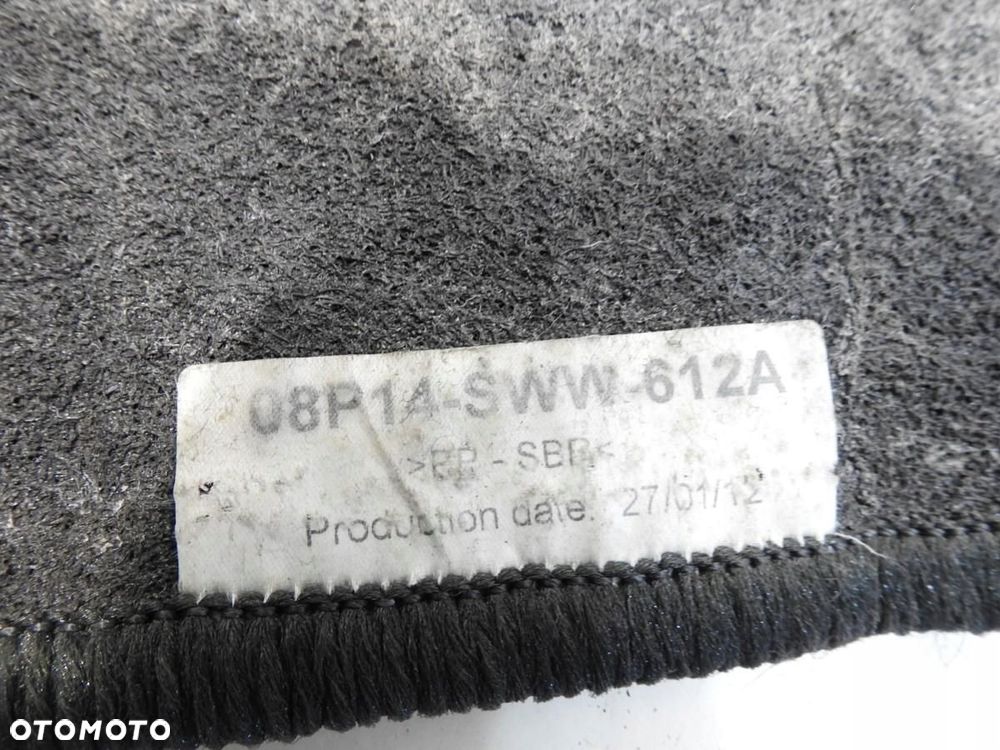 08P14-SWW-612A
>PP - SBR<
Production date: 27/01/12
OTOMOTO